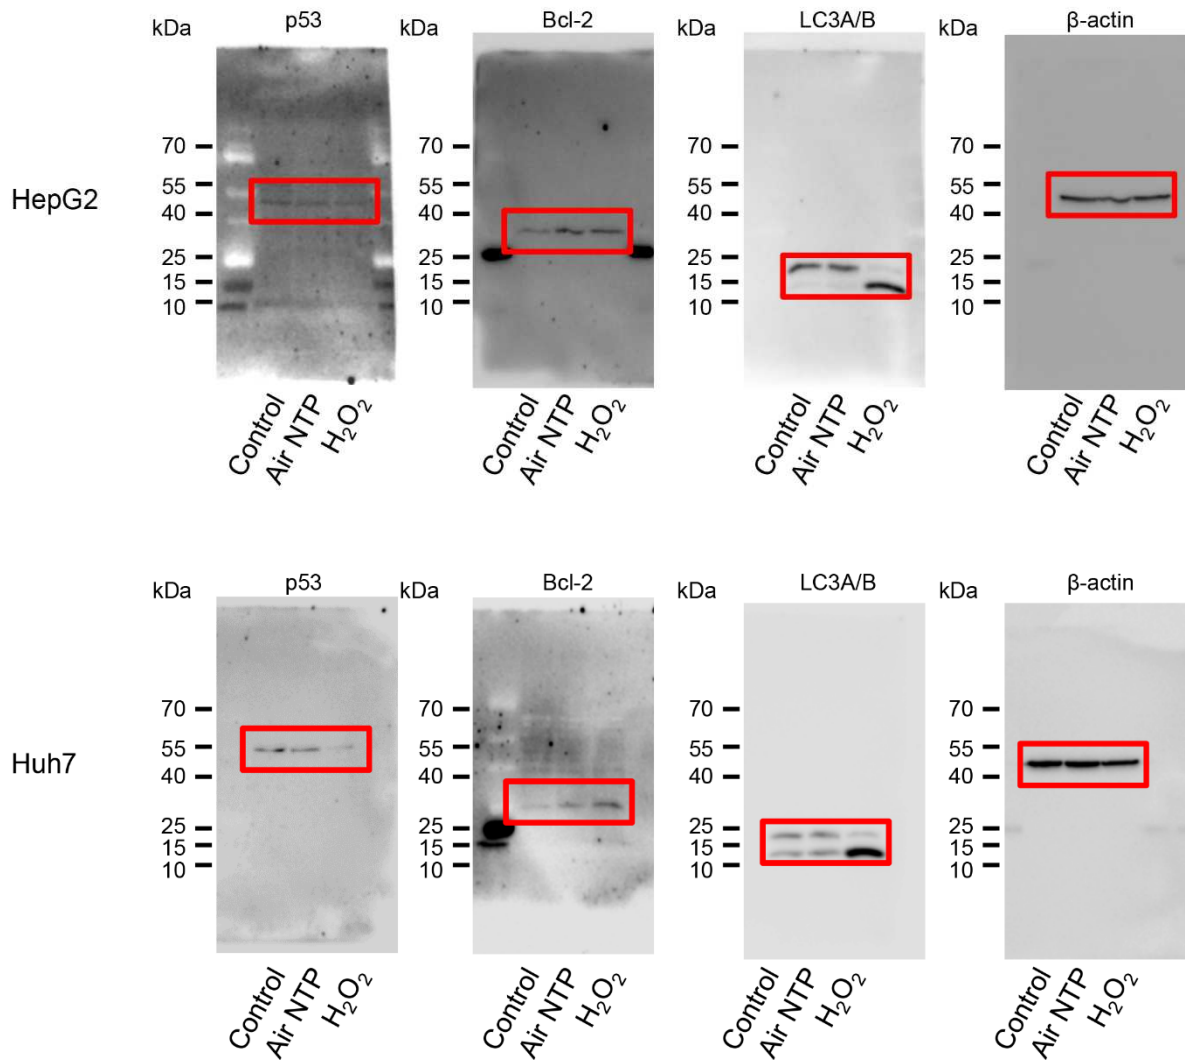 kDa p53 kDa Bcl-2 kDa LC3A/B kDa β-actin
70 70 70 70
55 55 55 55
HepG2
40 40 40 40
25 25 25 25
15 15 15 15
10 10 10 10
Control Air NTP H₂O₂ Control Air NTP H₂O₂ Control Air NTP H₂O₂ Control Air NTP H₂O₂
kDa p53 kDa Bcl-2 kDa LC3A/B kDa β-actin
70 70 70 70
55 55 55 55
Huh7
40 40 40 40
25 25 25 25
15 15 15 15
10 10 10 10
Control Air NTP H₂O₂ Control Air NTP H₂O₂ Control Air NTP H₂O₂ Control Air NTP H₂O₂